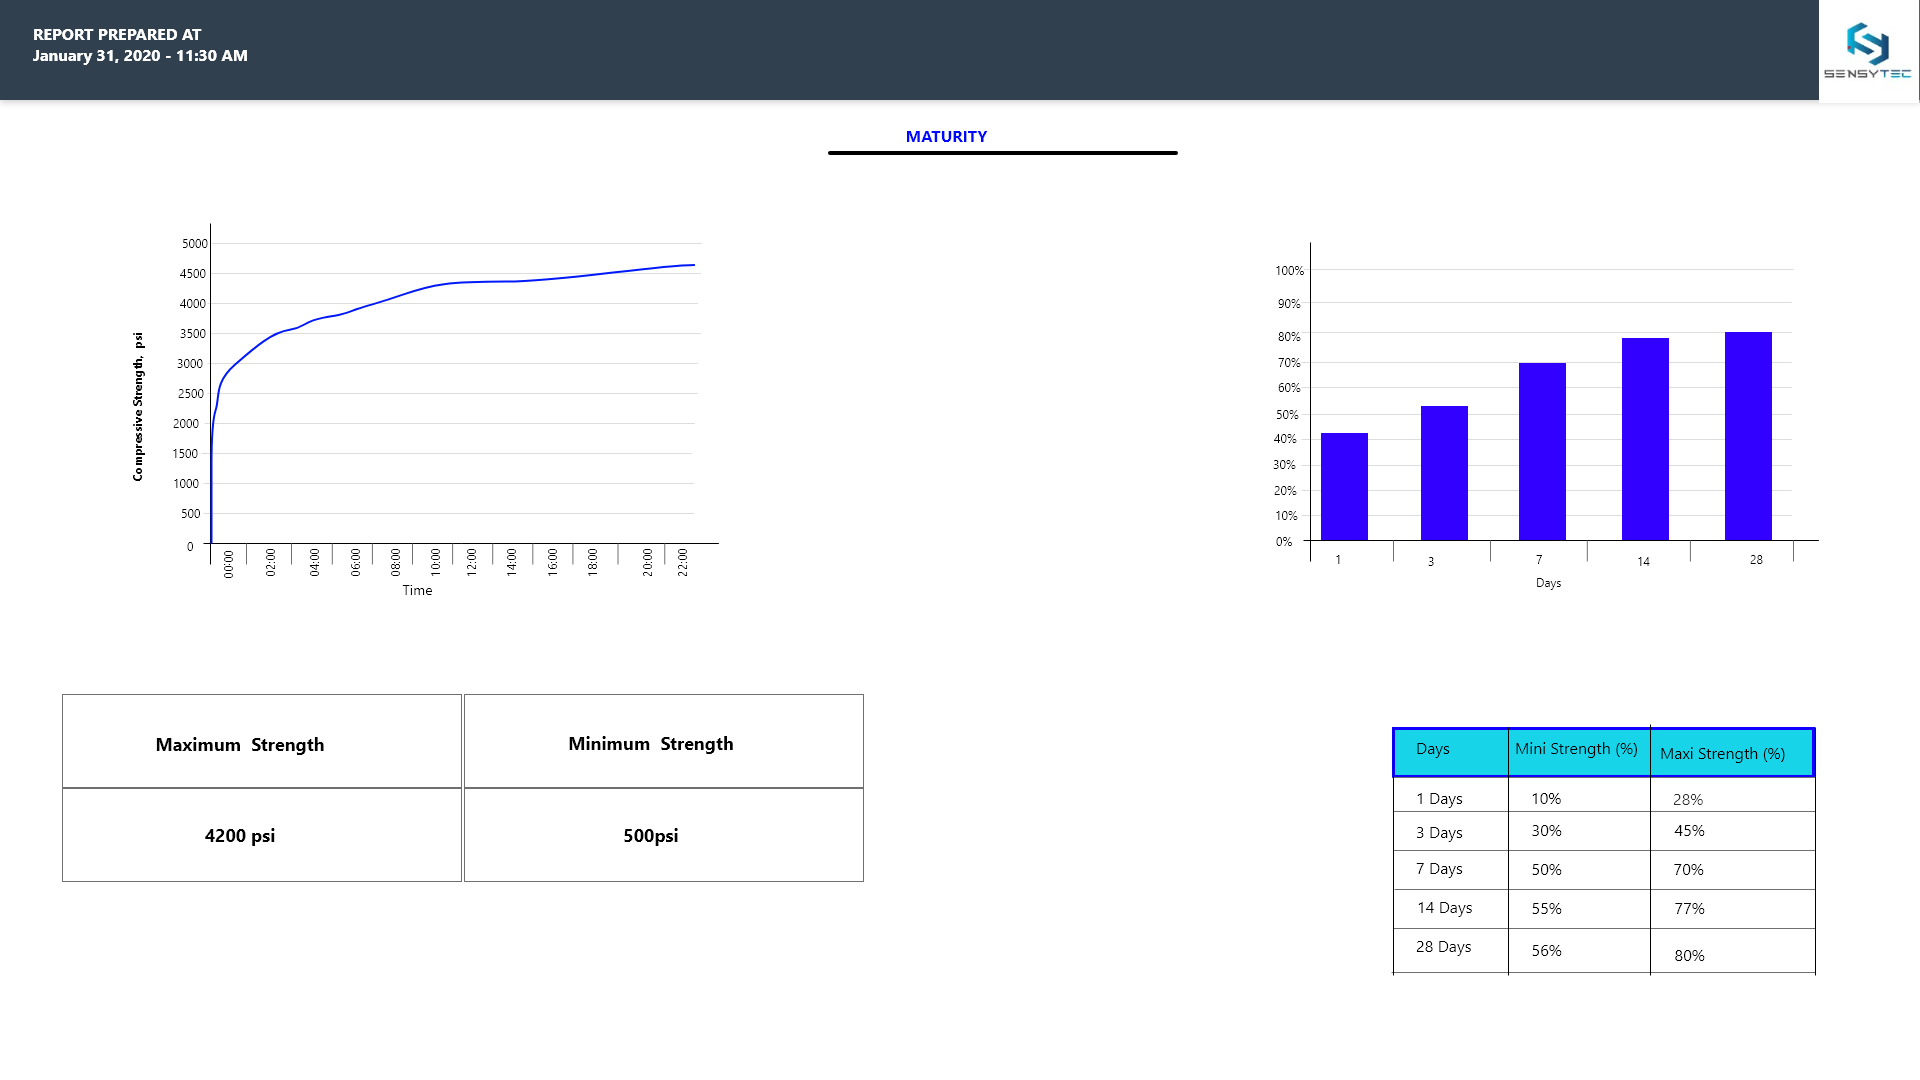 REPORT PREPARED AT
January 31, 2020 - 11:30 AM
SENSYTEC
MATURITY
Compressive Strength, psi
5000
4500
4000
3500
3000
2500
2000
1500
1000
500
0
00:00 02:00 04:00 06:00 08:00 10:00 12:00 14:00 16:00 18:00 20:00 22:00
Time
100%
90%
80%
70%
60%
50%
40%
30%
20%
10%
0%
1 3 7 14 28
Days
Maximum Strength Minimum Strength
4200 psi 500psi
Days Mini Strength (%) Maxi Strength (%)
1 Days 10% 28%
3 Days 30% 45%
7 Days 50% 70%
14 Days 55% 77%
28 Days 56% 80%